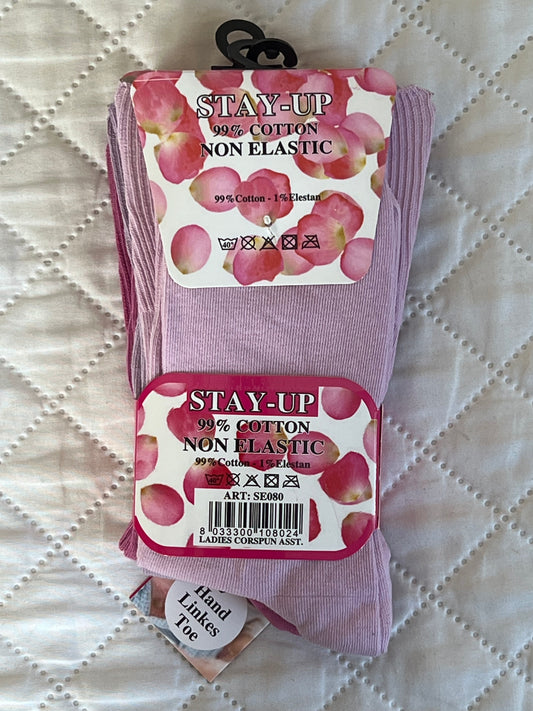 STAY-UP
99% COTTON
NON ELASTIC
99%Cotton - 1%Elestan
40°
STAY-UP
99% COTTON
NON ELASTIC
99%Cotton - 1%Elestan
40°
ART: SE080
8 033300 108024
LADIES CORSPUN ASST.
Hand
Linkes
Toe